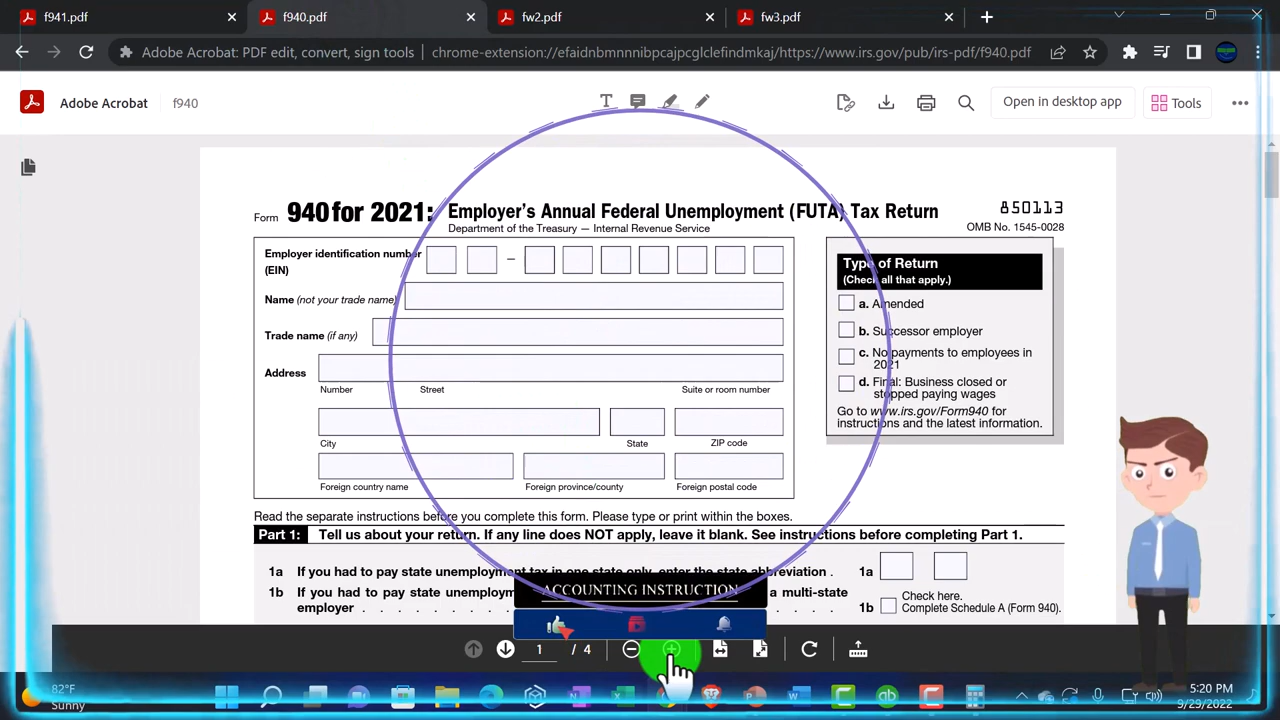 f941.pdf
f940.pdf
fw2.pdf
fw3.pdf
Adobe Acrobat: PDF edit, convert, sign tools
chrome-extension://efaidnbmnnnibpcajpcglclefindmkaj/https://www.irs.gov/pub/irs-pdf/f940.pdf
Adobe Acrobat
f940
Open in desktop app
Tools
Form 940 for 2021: Employer's Annual Federal Unemployment (FUTA) Tax Return
850113
Department of the Treasury — Internal Revenue Service
OMB No. 1545-0028
Employer identification number
(EIN)
–
Name (not your trade name)
Trade name (if any)
Address
Number
Street
Suite or room number
City
State
ZIP code
Foreign country name
Foreign province/county
Foreign postal code
Type of Return
(Check all that apply.)
a. Amended
b. Successor employer
c. No payments to employees in
2021
d. Final: Business closed or
stopped paying wages
Go to www.irs.gov/Form940 for
instructions and the latest information.
Read the separate instructions before you complete this form. Please type or print within the boxes.
Part 1: Tell us about your return. If any line does NOT apply, leave it blank. See instructions before completing Part 1.
1a If you had to pay state unemployment tax in one state only, enter the state abbreviation . 1a
1b If you had to pay state unemploym a multi-state
employer . . . . 
1b
Check here.
Complete Schedule A (Form 940).
ACCOUNTING INSTRUCTION
1 / 4
82°F
Sunny
5:20 PM
9/29/2022